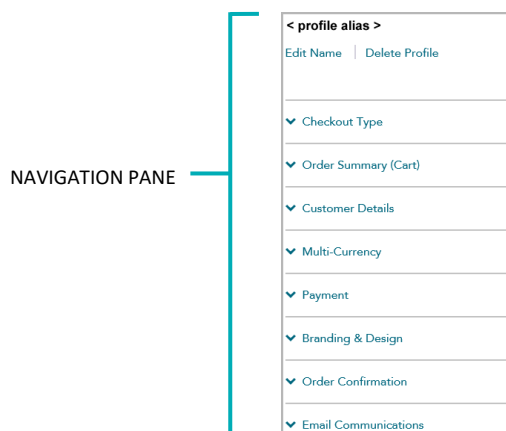 < profile alias >
Edit Name | Delete Profile
Checkout Type
Order Summary (Cart)
NAVIGATION PANE
Customer Details
Multi-Currency
Payment
Branding & Design
Order Confirmation
Email Communications